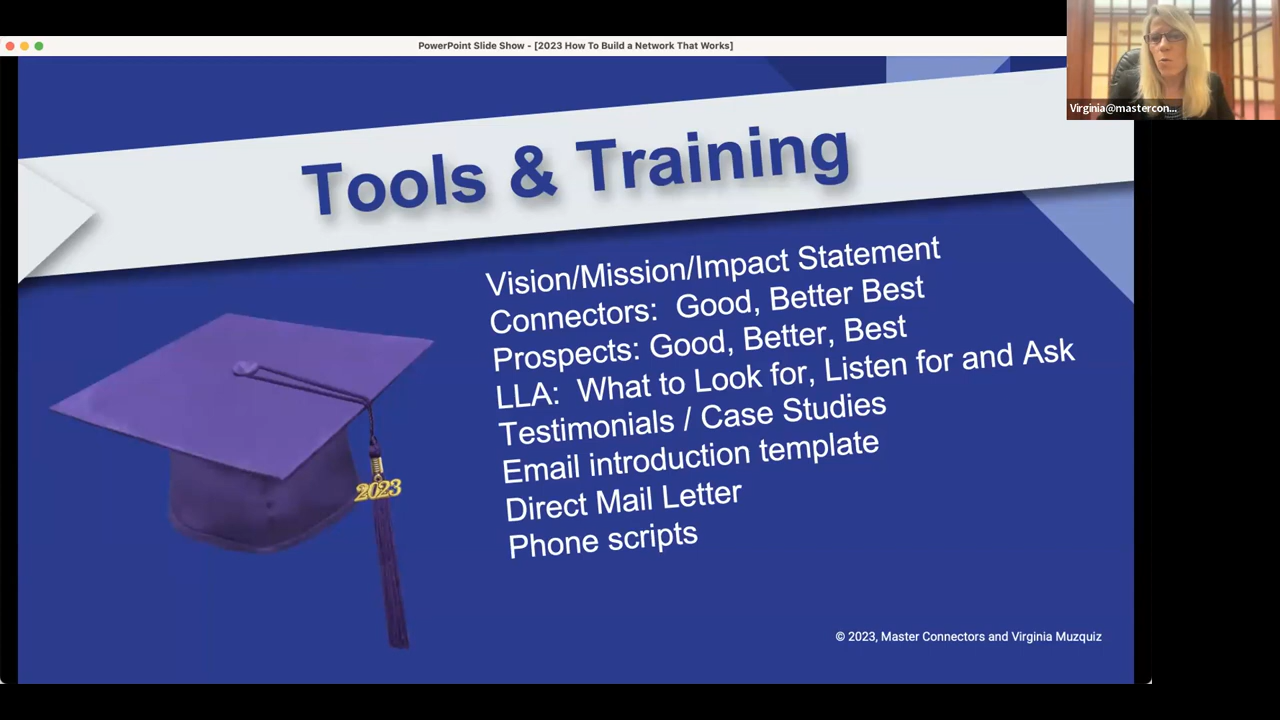 PowerPoint Slide Show - [2023 How To Build a Network That Works]
Virginia@mastercon...
Tools & Training
Vision/Mission/Impact Statement
Connectors:  Good, Better Best
Prospects: Good, Better, Best
LLA:  What to Look for, Listen for and Ask
Testimonials / Case Studies
Email introduction template
Direct Mail Letter
Phone scripts
2023
© 2023, Master Connectors and Virginia Muzquiz